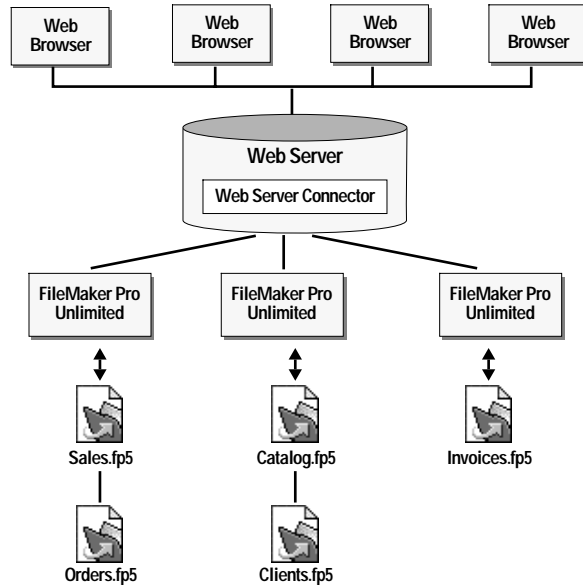 Web
Browser
Web
Browser
Web
Browser
Web
Browser
Web Server
Web Server Connector
FileMaker Pro
Unlimited
FileMaker Pro
Unlimited
FileMaker Pro
Unlimited
Sales.fp5
Catalog.fp5
Invoices.fp5
Orders.fp5
Clients.fp5